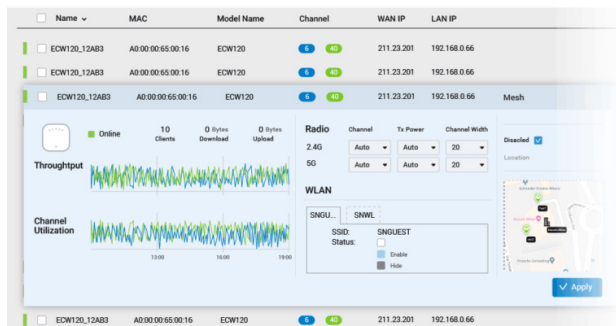 Name MAC Model Name Channel WAN IP LAN IP
ECW120_12AB3 A0:00:00:65:00:16 ECW120 6 40 211.23.201 192.168.0.66
ECW120_12AB3 A0:00:00:65:00:16 ECW120 6 40 211.23.201 192.168.0.66
ECW120_12AB3 A0:00:00:65:00:16 ECW120 6 40 211.23.201 192.168.0.66 Mesh
Online 10 Clients 0 Bytes Download 0 Bytes Upload
Radio Channel Tx Power Channel Width
2.4G Auto Auto 20
5G Auto Auto 20
Disacled
Location
Throughtput
WLAN
SNGU... SNWL
SSID: SNGUEST
Status:
Enable
Hide
Channel
Utilization
13:00 16:00 19:00
Apply
ECW120_12AB3 A0:00:00:65:00:16 ECW120 6 40 211.23.201 192.168.0.66